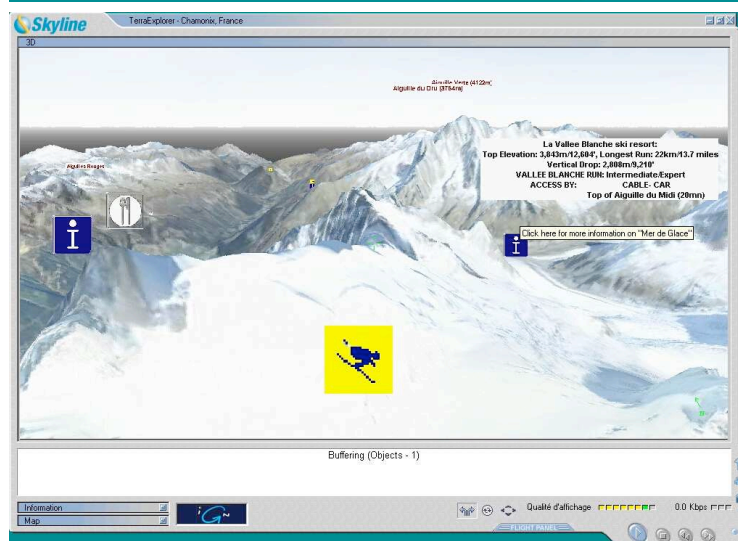 Skyline
TerraExplorer - Chamonix, France
3D
Aiguille Verte (4122m)
Aiguille du Dru (3754m)
Aiguilles Rouges
La Vallee Blanche ski resort:
Top Elevation: 3,843m/12,604', Longest Run: 22km/13.7 miles
Vertical Drop: 2,808m/9,210'
VALLEE BLANCHE RUN: Intermediate/Expert
ACCESS BY: CABLE- CAR
Top of Aiguille du Midi (20mn)
Click here for more information on "Mer de Glace"
Buffering (Objects - 1)
Information
Map
iGN
Qualité d'affichage
0.0 Kbps
FLIGHT PANEL